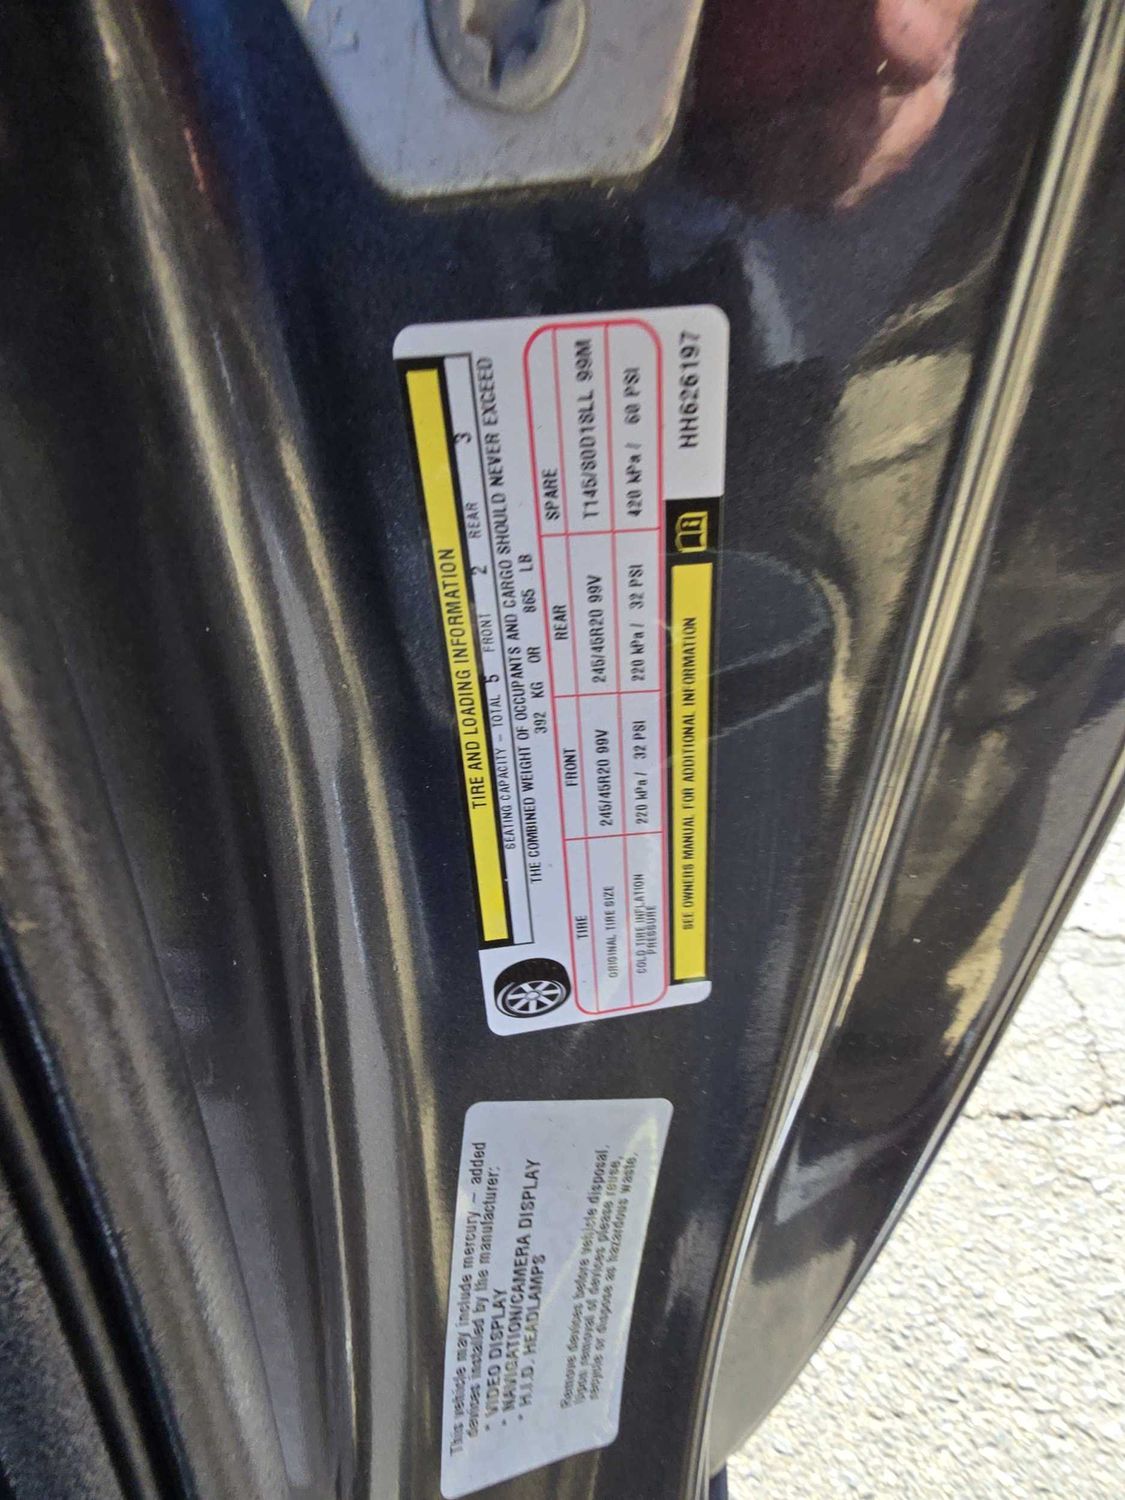 TIRE AND LOADING INFORMATION
SEATING CAPACITY - TOTAL 5 FRONT 2 REAR 3
THE COMBINED WEIGHT OF OCCUPANTS AND CARGO SHOULD NEVER EXCEED
392 KG OR 865 LB
TIRE FRONT REAR SPARE
ORIGINAL TIRE SIZE 245/45R20 99V 245/45R20 99V T145/80D18LL 99M
COLD TIRE INFLATION PRESSURE 220 kPa / 32 PSI 220 kPa / 32 PSI 420 kPa / 60 PSI
SEE OWNERS MANUAL FOR ADDITIONAL INFORMATION
HH626197
This vehicle may include mercury - added
devices installed by the manufacturer:
* VIDEO DISPLAY
* NAVIGATION/CAMERA DISPLAY
* H.I.D. HEADLAMPS
Remove devices before vehicle disposal.
Upon removal of devices please reuse,
recycle or dispose as hazardous waste.